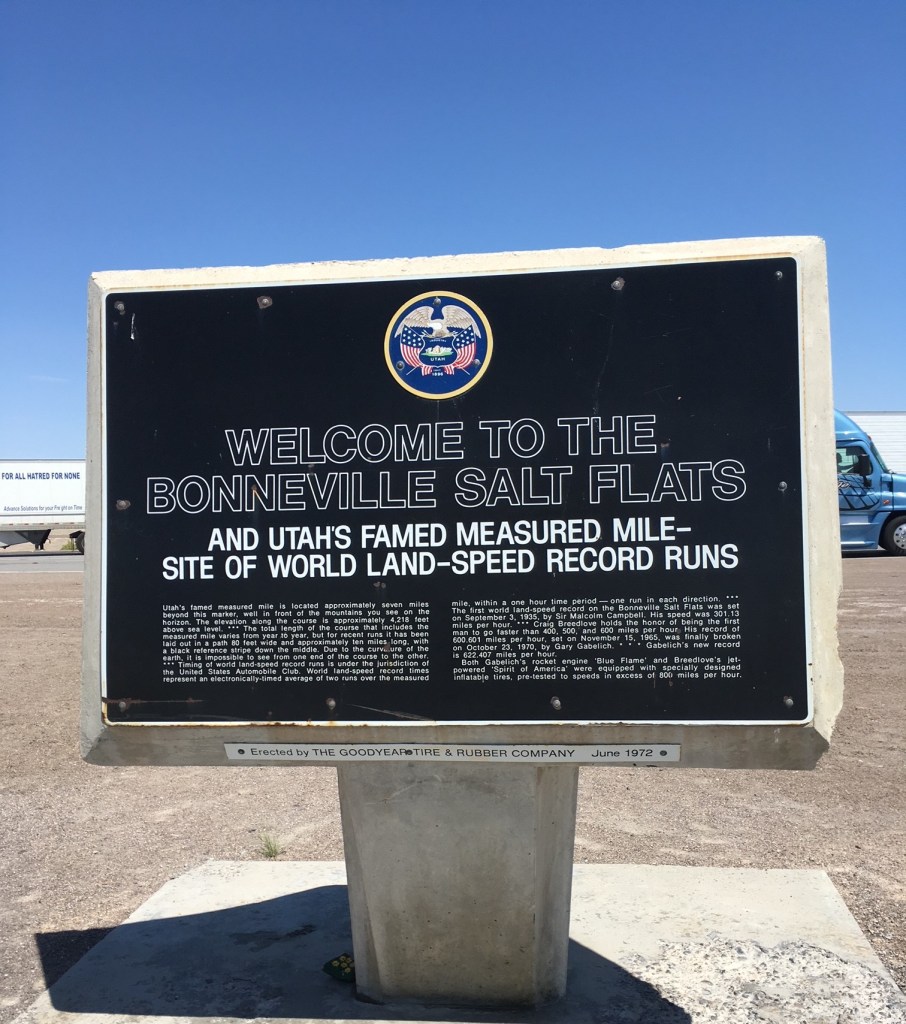 UTAH
1896
WELCOME TO THE
BONNEVILLE SALT FLATS
AND UTAH'S FAMED MEASURED MILE-
SITE OF WORLD LAND-SPEED RECORD RUNS
Utah's famed measured mile is located approximately seven miles
beyond this marker, well in front of the mountains you see on the
horizon. The elevation along the course is approximately 4,218 feet
above sea level. *** The total length of the course that includes the
measured mile varies from year to year, but for recent runs it has been
laid out in a path 80 feet wide and approximately ten miles long, with
a black reference stripe down the middle. Due to the curvature of the
earth, it is impossible to see from one end of the course to the other.
*** Timing of world land-speed record runs is under the jurisdiction of
the United States Automobile Club. World land-speed record times
represent an electronically-timed average of two runs over the measured
mile, within a one hour time period — one run in each direction. ***
The first world land-speed record on the Bonneville Salt Flats was set
on September 3, 1935, by Sir Malcolm Campbell. His speed was 301.13
miles per hour. *** Craig Breedlove holds the honor of being the first
man to go faster than 400, 500, and 600 miles per hour. His record of
600.601 miles per hour, set on November 15, 1965, was finally broken
on October 23, 1970, by Gary Gabelich. * * * Gabelich's new record
is 622.407 miles per hour.
Both Gabelich's rocket engine 'Blue Flame' and Breedlove's jet-
powered 'Spirit of America' were equipped with specially designed
inflatable tires, pre-tested to speeds in excess of 800 miles per hour.
Erected by THE GOODYEAR TIRE & RUBBER COMPANY June 1972
FOR ALL HATRED FOR NONE
Advance Solutions for your Freight on Time